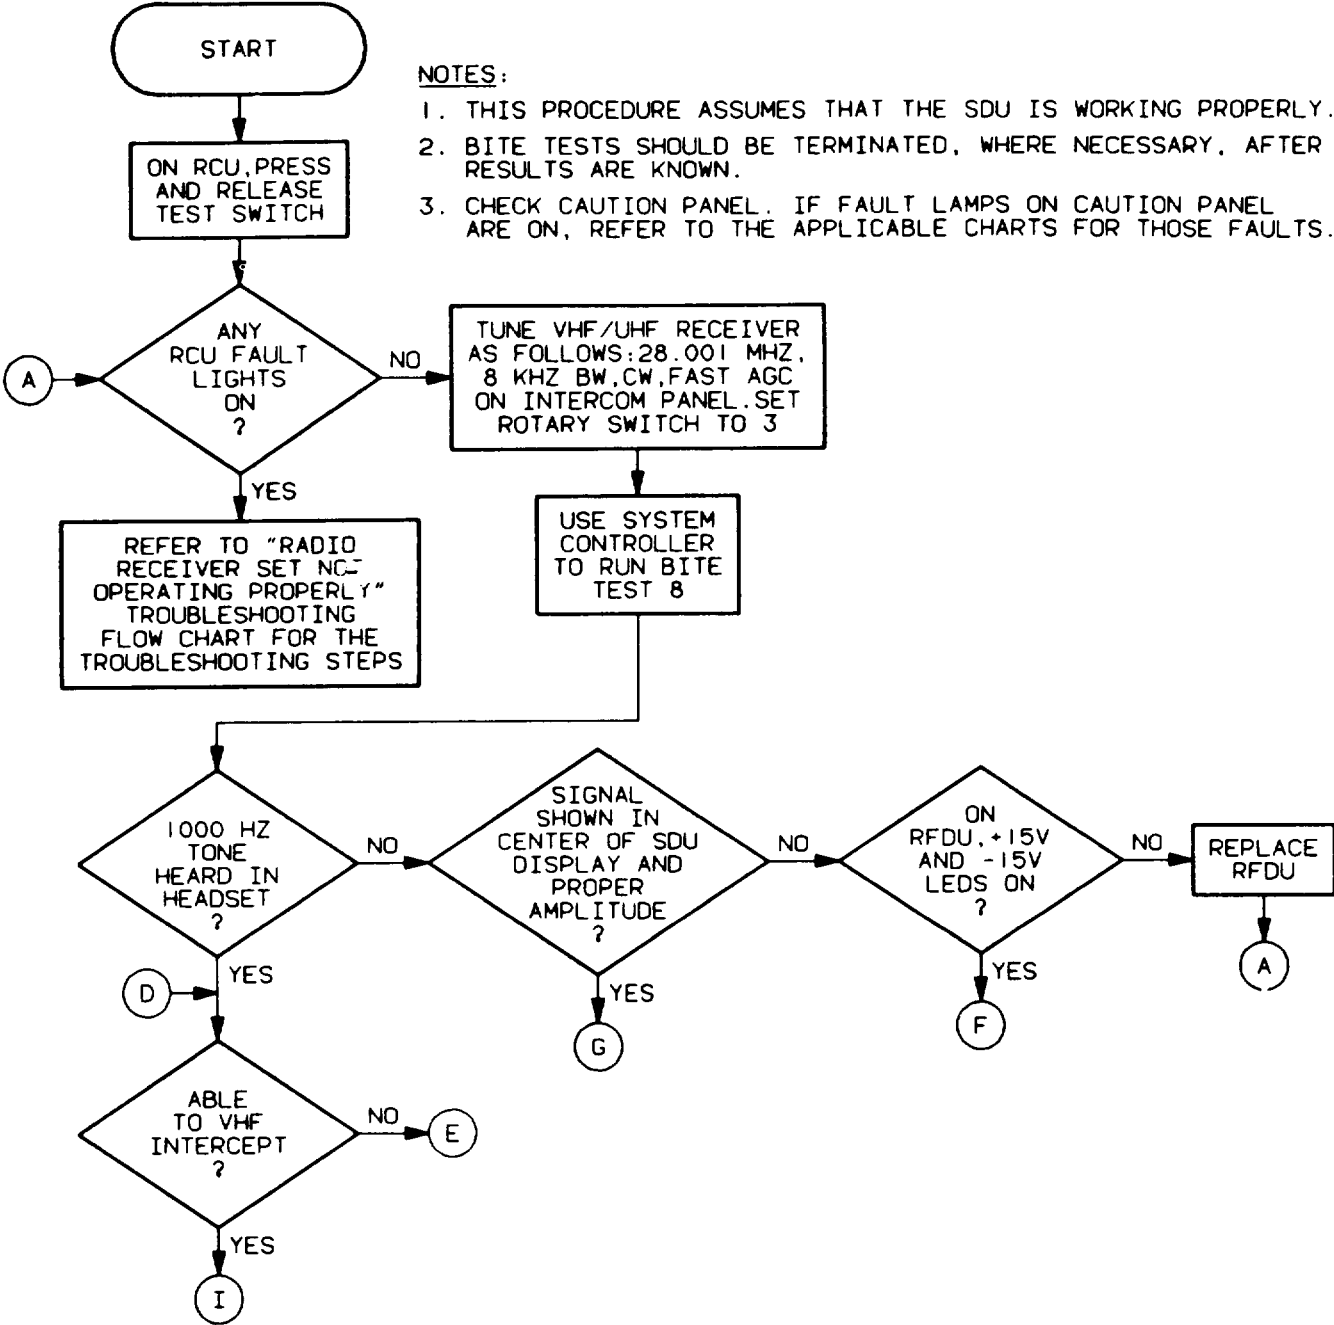 START
NOTES:
1. THIS PROCEDURE ASSUMES THAT THE SDU IS WORKING PROPERLY.
2. BITE TESTS SHOULD BE TERMINATED, WHERE NECESSARY, AFTER
RESULTS ARE KNOWN.
3. CHECK CAUTION PANEL. IF FAULT LAMPS ON CAUTION PANEL
ARE ON, REFER TO THE APPLICABLE CHARTS FOR THOSE FAULTS.
ON RCU, PRESS
AND RELEASE
TEST SWITCH
A
ANY
RCU FAULT
LIGHTS
ON
?
NO
TUNE VHF/UHF RECEIVER
AS FOLLOWS:28.001 MHZ,
8 KHZ BW,CW,FAST AGC
ON INTERCOM PANEL.SET
ROTARY SWITCH TO 3
YES
REFER TO "RADIO
RECEIVER SET NOT
OPERATING PROPERLY"
TROUBLESHOOTING
FLOW CHART FOR THE
TROUBLESHOOTING STEPS
USE SYSTEM
CONTROLLER
TO RUN BITE
TEST 8
1000 HZ
TONE
HEARD IN
HEADSET
?
NO
SIGNAL
SHOWN IN
CENTER OF SDU
DISPLAY AND
PROPER
AMPLITUDE
?
NO
ON
RFDU,+15V
AND -15V
LEDS ON
?
NO
REPLACE
RFDU
A
YES
D
YES
G
YES
F
ABLE
TO VHF
INTERCEPT
?
NO
E
YES
I